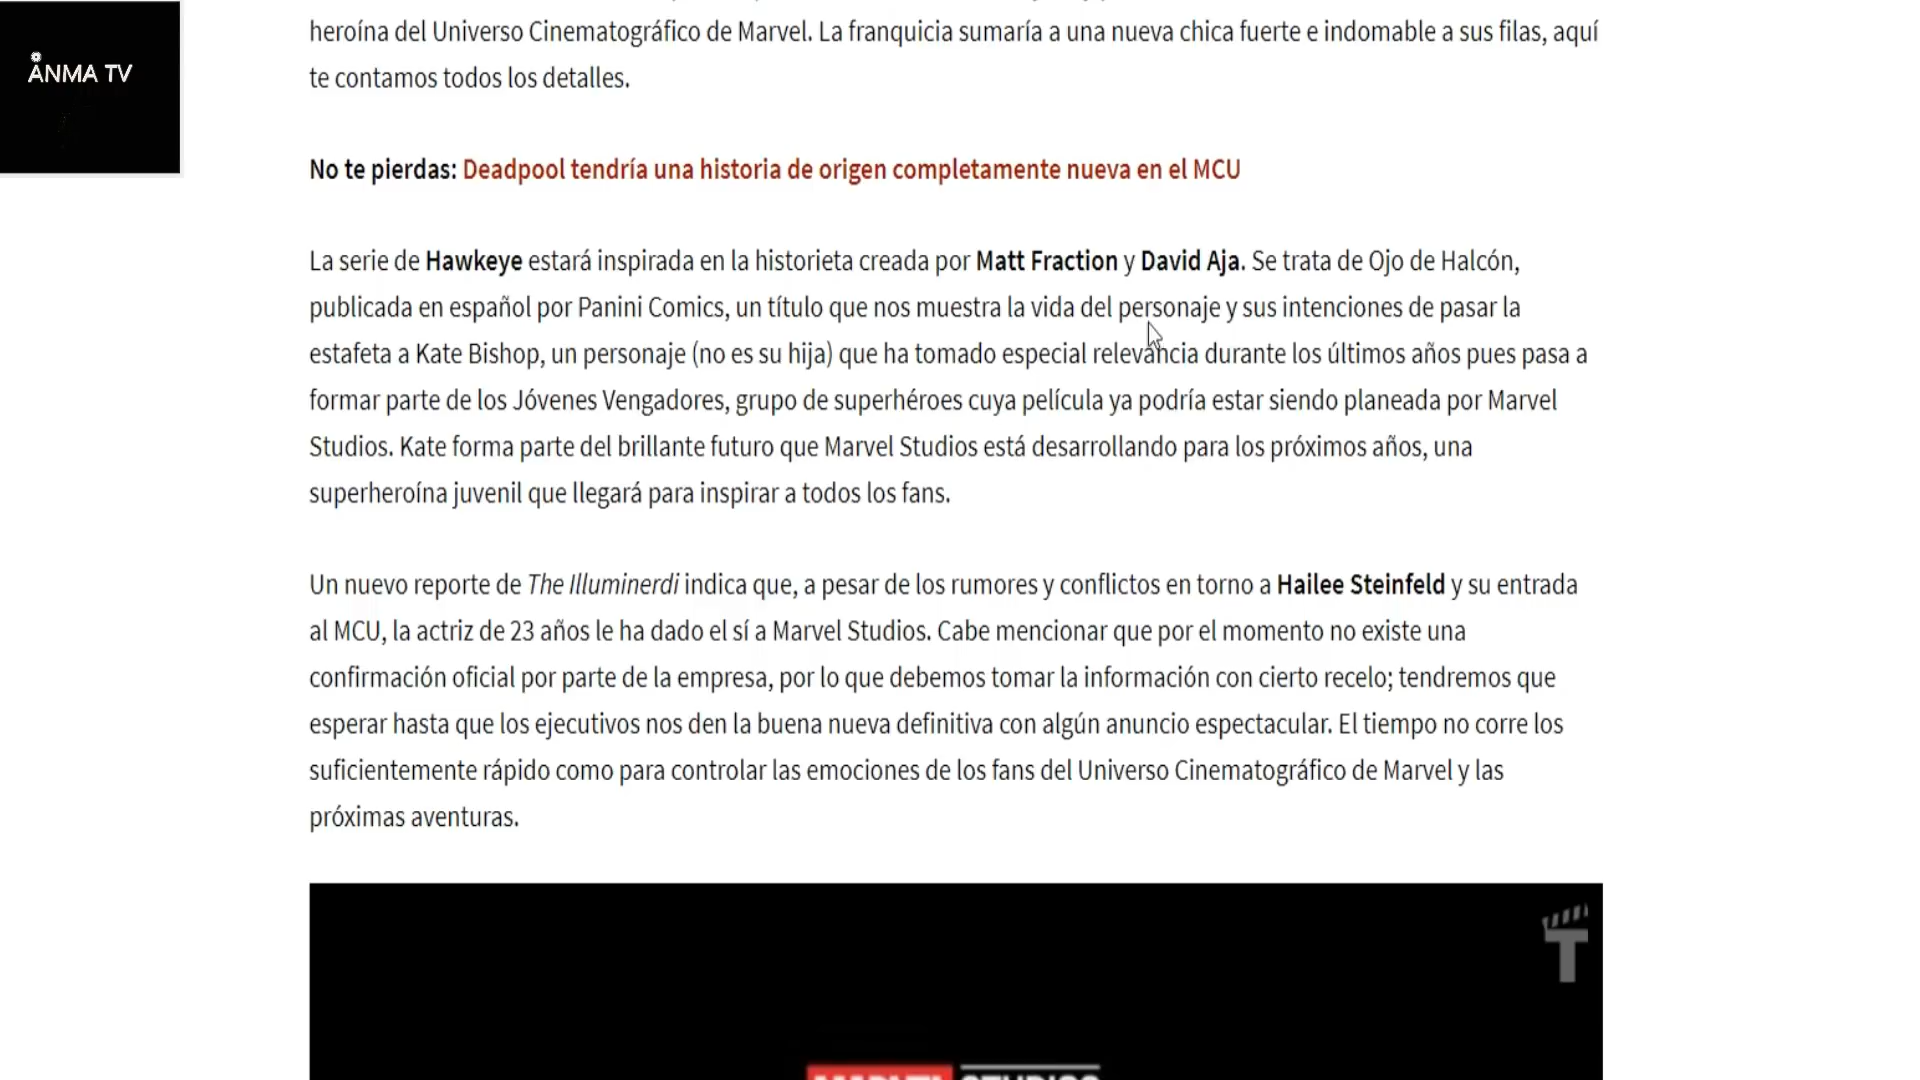 ANMA TV
heroína del Universo Cinematográfico de Marvel. La franquicia sumaría a una nueva chica fuerte e indomable a sus filas, aquí
te contamos todos los detalles.
No te pierdas: Deadpool tendría una historia de origen completamente nueva en el MCU
La serie de Hawkeye estará inspirada en la historieta creada por Matt Fraction y David Aja. Se trata de Ojo de Halcón,
publicada en español por Panini Comics, un título que nos muestra la vida del personaje y sus intenciones de pasar la
estafeta a Kate Bishop, un personaje (no es su hija) que ha tomado especial relevancia durante los últimos años pues pasa a
formar parte de los Jóvenes Vengadores, grupo de superhéroes cuya película ya podría estar siendo planeada por Marvel
Studios. Kate forma parte del brillante futuro que Marvel Studios está desarrollando para los próximos años, una
superheroína juvenil que llegará para inspirar a todos los fans.
Un nuevo reporte de The Illuminerdi indica que, a pesar de los rumores y conflictos en torno a Hailee Steinfeld y su entrada
al MCU, la actriz de 23 años le ha dado el sí a Marvel Studios. Cabe mencionar que por el momento no existe una
confirmación oficial por parte de la empresa, por lo que debemos tomar la información con cierto recelo; tendremos que
esperar hasta que los ejecutivos nos den la buena nueva definitiva con algún anuncio espectacular. El tiempo no corre los
suficientemente rápido como para controlar las emociones de los fans del Universo Cinematográfico de Marvel y las
próximas aventuras.
T
MARVEL STUDIOS